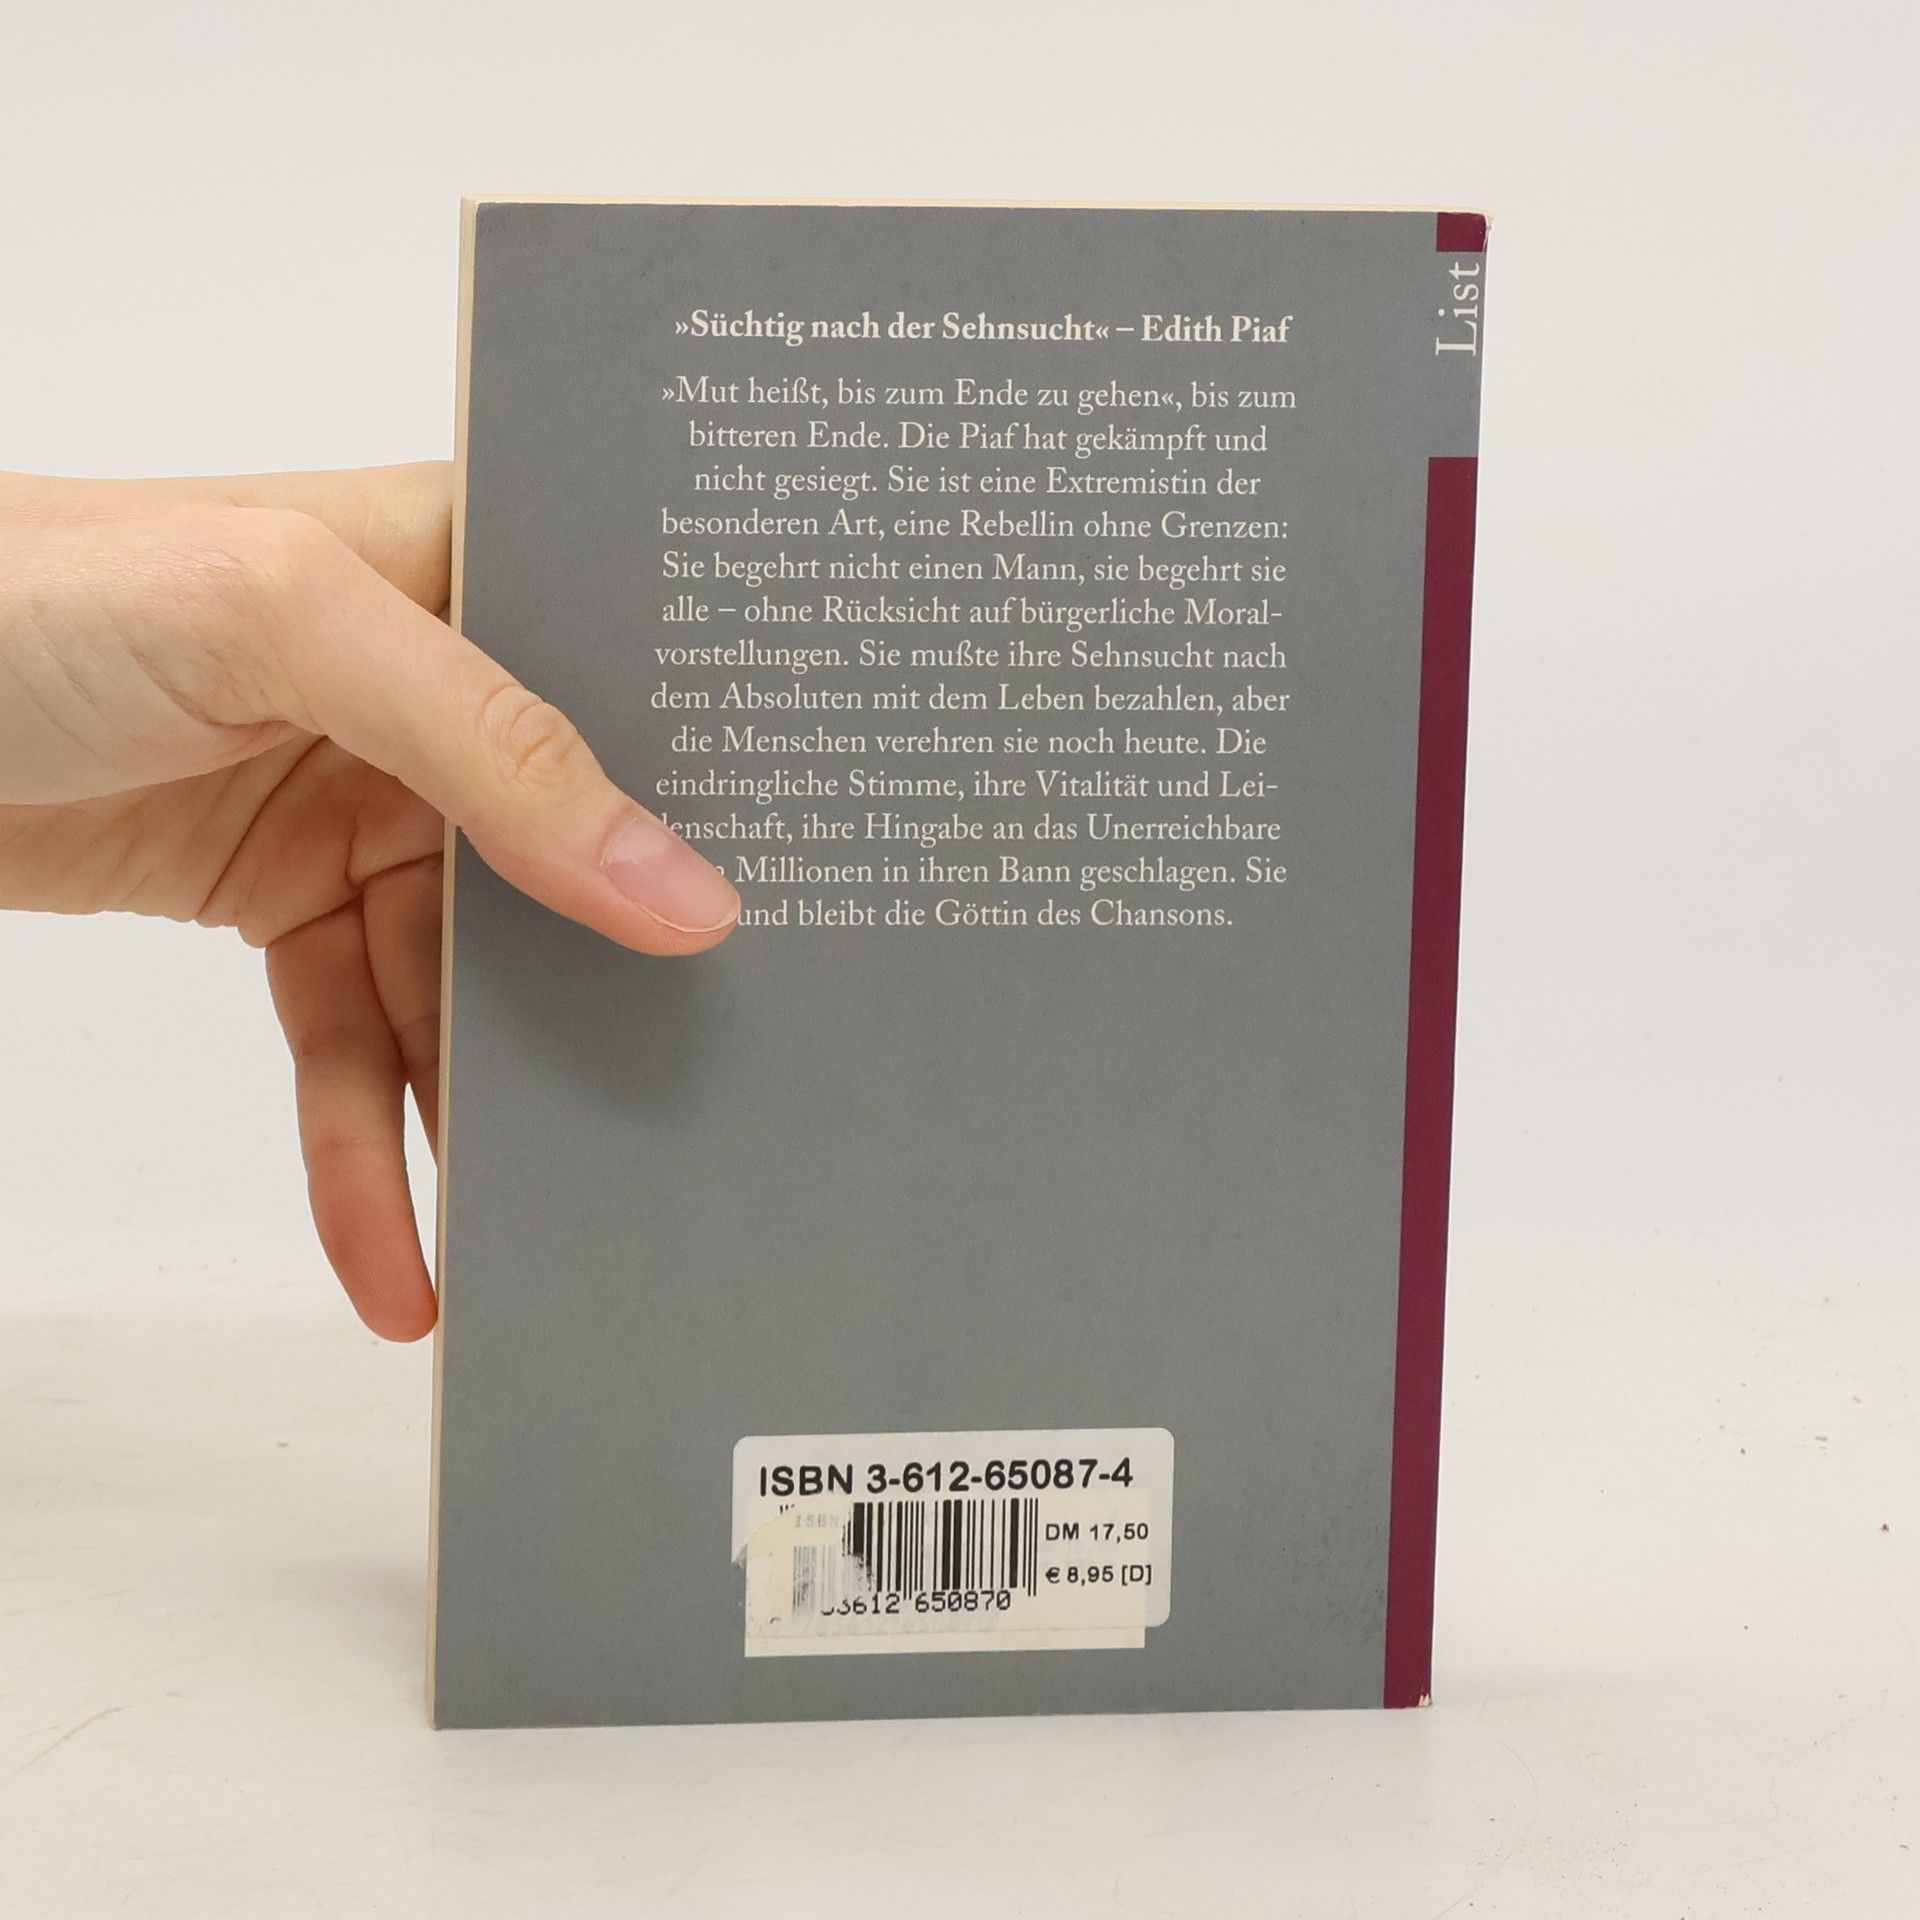 List
»Süchtig nach der Sehnsucht« – Edith Piaf
»Mut heißt, bis zum Ende zu gehen«, bis zum
bitteren Ende. Die Piaf hat gekämpft und
nicht gesiegt. Sie ist eine Extremistin der
besonderen Art, eine Rebellin ohne Grenzen:
Sie begehrt nicht einen Mann, sie begehrt sie
alle – ohne Rücksicht auf bürgerliche Moral-
vorstellungen. Sie mußte ihre Sehnsucht nach
dem Absoluten mit dem Leben bezahlen, aber
die Menschen verehren sie noch heute. Die
eindringliche Stimme, ihre Vitalität und Lei-
enschaft, ihre Hingabe an das Unerreichbare
Millionen in ihren Bann geschlagen. Sie
und bleibt die Göttin des Chansons.
ISBN 3-612-65087-4
ISBN
DM 17,50
€ 8,95 [D]
3612 650870